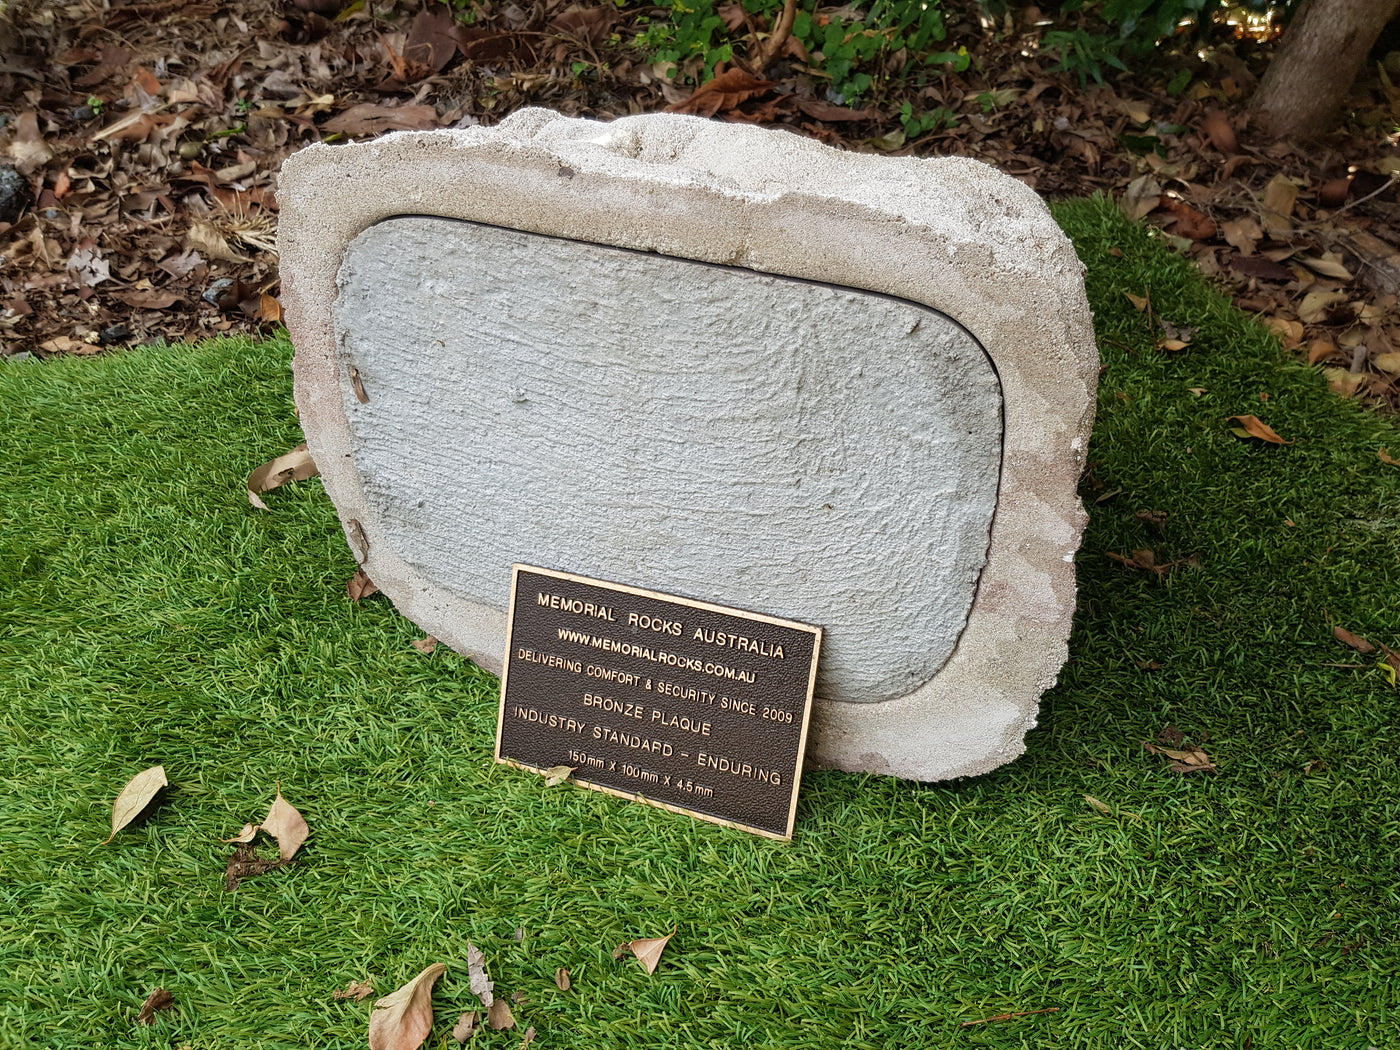 MEMORIAL ROCKS AUSTRALIA
WWW.MEMORIALROCKS.COM.AU
DELIVERING COMFORT & SECURITY SINCE 2009
BRONZE PLAQUE
INDUSTRY STANDARD - ENDURING
150mm X 100mm X 4.5mm